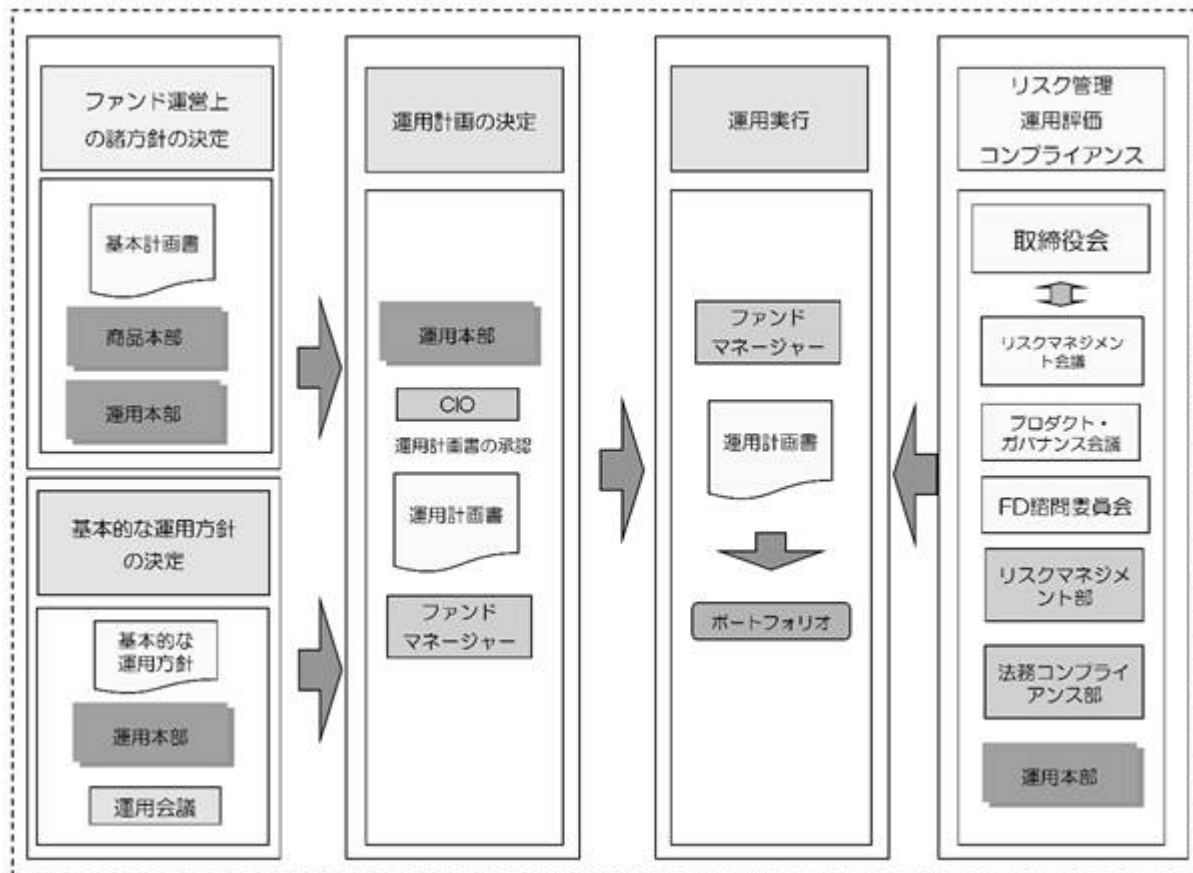 ファンド運営上
の諸方針の決定
基本計画書
商品本部
運用本部
基本的な運用方針
の決定
基本的な
運用方針
運用本部
運用会議
運用計画の決定
運用本部
CIO
運用計画書の承認
運用計画書
ファンド
マネージャー
運用実行
ファンド
マネージャー
運用計画書
ポートフォリオ
リスク管理
運用評価
コンプライアンス
取締役会
リスクマネジメン
ト会議
プロダクト・
ガバナンス会議
FD諮問委員会
リスクマネジメ
ント部
法務コンプライ
アンス部
運用本部